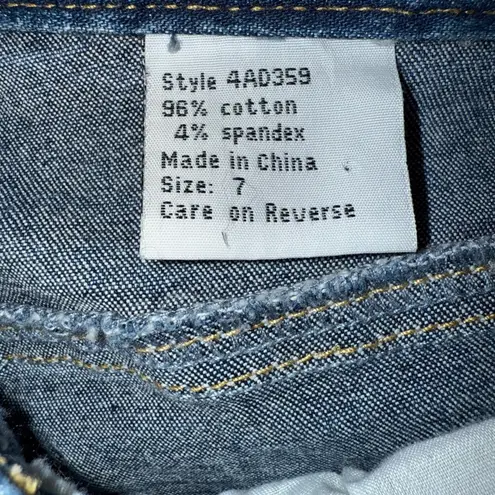 Style 4AD359
96% cotton
4% spandex
Made in China
Size: 7
Care on Reverse